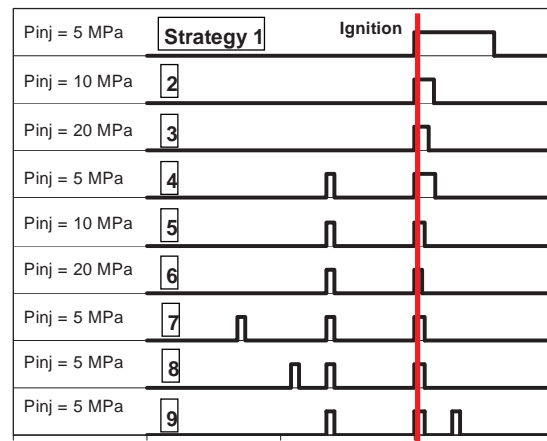 Pinj = 5 MPa Strategy 1 Ignition
Pinj = 10 MPa 2
Pinj = 20 MPa 3
Pinj = 5 MPa 4
Pinj = 10 MPa 5
Pinj = 20 MPa 6
Pinj = 5 MPa 7
Pinj = 5 MPa 8
Pinj = 5 MPa 9